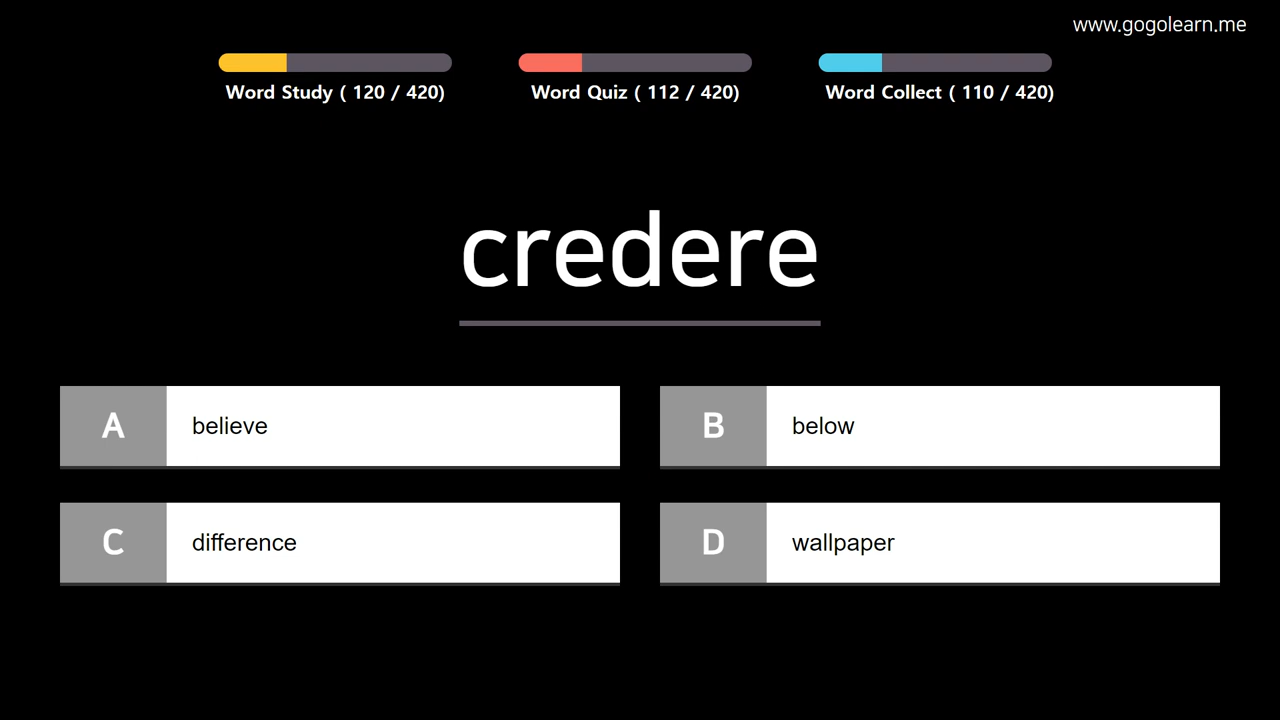 www.gogolearn.me
Word Study ( 120 / 420)
Word Quiz ( 112 / 420)
Word Collect ( 110 / 420)
credere
A believe
B below
C difference
D wallpaper